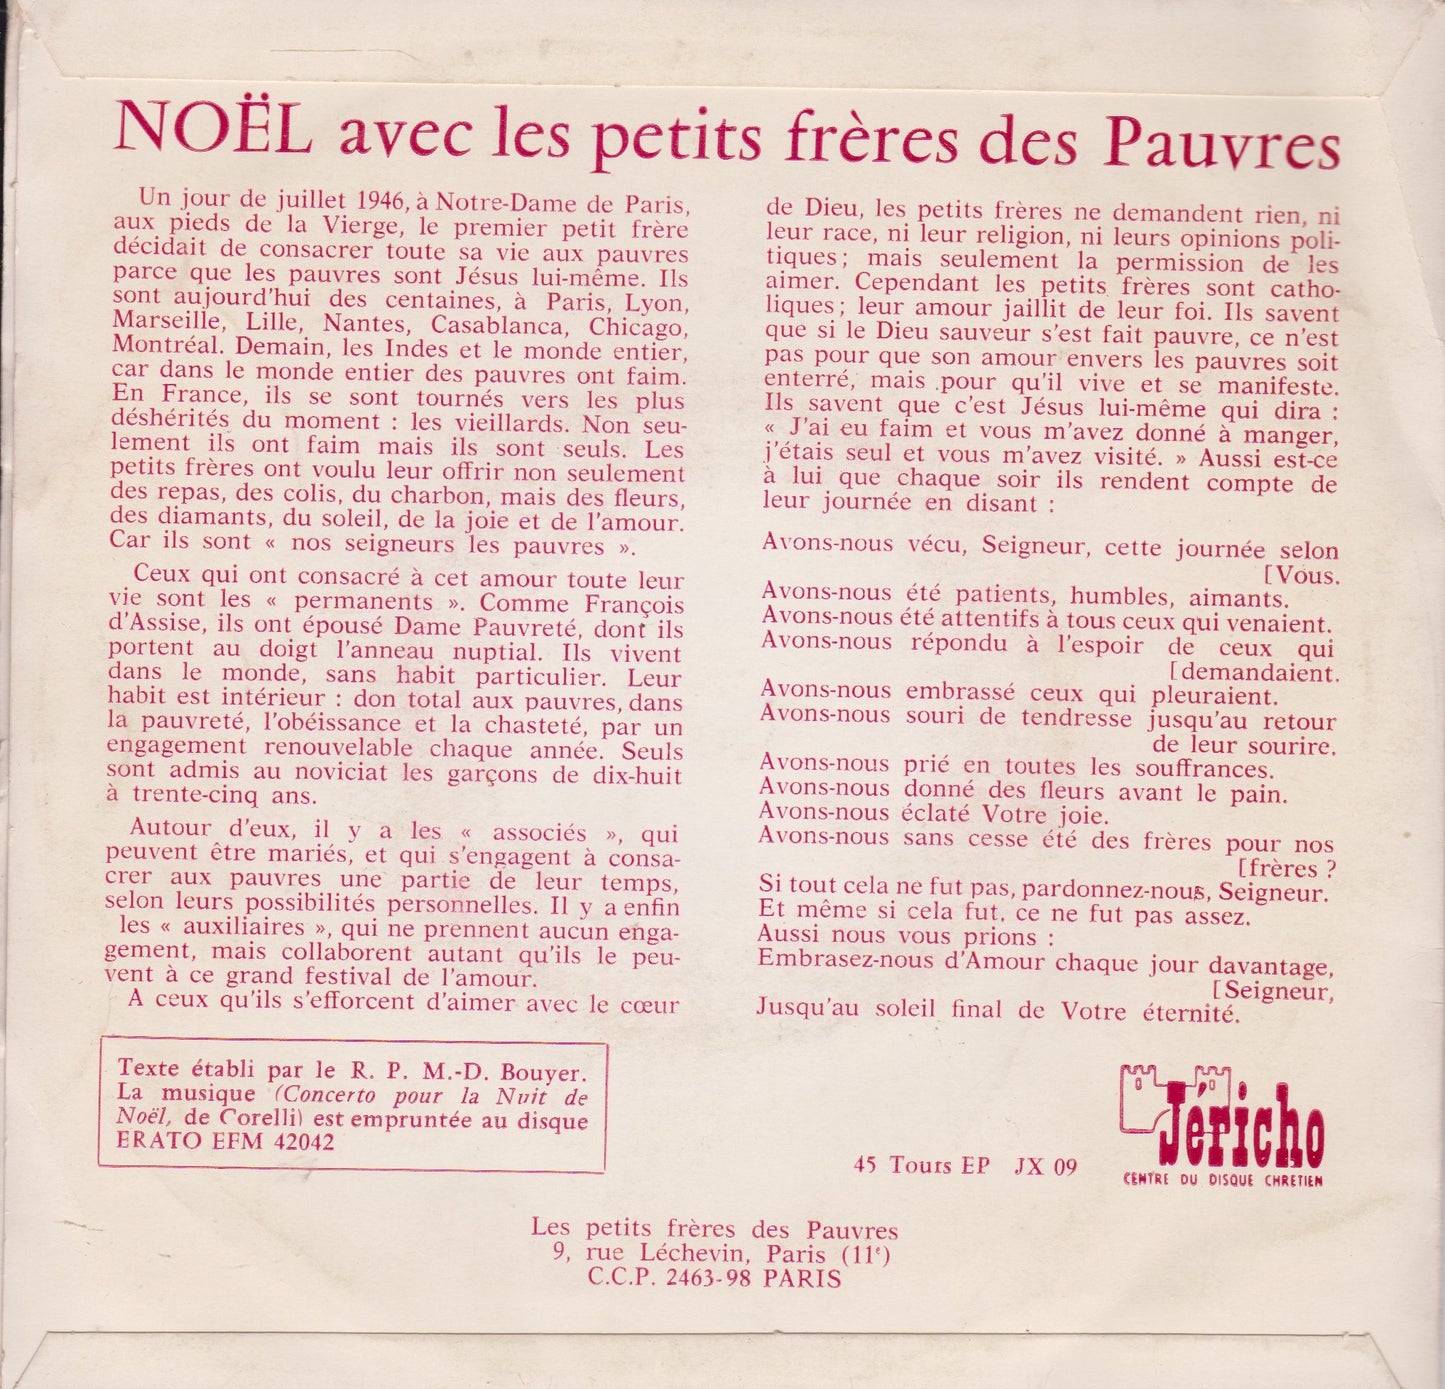 NOËL avec les petits frères des Pauvres
Un jour de juillet 1946, à Notre-Dame de Paris,
aux pieds de la Vierge, le premier petit frère
décidait de consacrer toute sa vie aux pauvres
parce que les pauvres sont Jésus lui-même. Ils
sont aujourd'hui des centaines, à Paris, Lyon,
Marseille, Lille, Nantes, Casablanca, Chicago,
Montréal. Demain, les Indes et le monde entier,
car dans le monde entier des pauvres ont faim.
En France, ils se sont tournés vers les plus
déshérités du moment : les vieillards. Non seu-
lement ils ont faim mais ils sont seuls. Les
petits frères ont voulu leur offrir non seulement
des repas, des colis, du charbon, mais des fleurs,
des diamants, du soleil, de la joie et de l'amour.
Car ils sont « nos seigneurs les pauvres ».
Ceux qui ont consacré à cet amour toute leur
vie sont les « permanents ». Comme François
d'Assise, ils ont épousé Dame Pauvreté, dont ils
portent au doigt l'anneau nuptial. Ils vivent
dans le monde, sans habit particulier. Leur
habit est intérieur : don total aux pauvres, dans
la pauvreté, l'obéissance et la chasteté, par un
engagement renouvelable chaque année. Seuls
sont admis au noviciat les garçons de dix-huit
à trente-cinq ans.
Autour d'eux, il y a les « associés », qui
peuvent être mariés, et qui s'engagent à consa-
crer aux pauvres une partie de leur temps,
selon leurs possibilités personnelles. Il y a enfin
les « auxiliaires », qui ne prennent aucun enga-
gement, mais collaborent autant qu'ils le peu-
vent à ce grand festival de l'amour.
A ceux qu'ils s'efforcent d'aimer avec le cœur
de Dieu, les petits frères ne demandent rien, ni
leur race, ni leur religion, ni leurs opinions poli-
tiques ; mais seulement la permission de les
aimer. Cependant les petits frères sont catho-
liques ; leur amour jaillit de leur foi. Ils savent
que si le Dieu sauveur s'est fait pauvre, ce n'est
pas pour que son amour envers les pauvres soit
enterré, mais pour qu'il vive et se manifeste.
Ils savent que c'est Jésus lui-même qui dira :
« J'ai eu faim et vous m'avez donné à manger,
j'étais seul et vous m'avez visité. » Aussi est-ce
à lui que chaque soir ils rendent compte de
leur journée en disant :
Avons-nous vécu, Seigneur, cette journée selon
[Vous.
Avons-nous été patients, humbles, aimants.
Avons-nous été attentifs à tous ceux qui venaient.
Avons-nous répondu à l'espoir de ceux qui
[demandaient.
Avons-nous embrassé ceux qui pleuraient.
Avons-nous souri de tendresse jusqu'au retour
de leur sourire.
Avons-nous prié en toutes les souffrances.
Avons-nous donné des fleurs avant le pain.
Avons-nous éclaté Votre joie.
Avons-nous sans cesse été des frères pour nos
[frères ?
Si tout cela ne fut pas, pardonnez-nous, Seigneur.
Et même si cela fut, ce ne fut pas assez.
Aussi nous vous prions :
Embrasez-nous d'Amour chaque jour davantage,
[Seigneur,
Jusqu'au soleil final de Votre éternité.
Texte établi par le R. P. M.-D. Bouyer.
La musique (Concerto pour la Nuit de
Noël, de Corelli) est empruntée au disque
ERATO EFM 42042
Jéricho
CENTRE DU DISQUE CHRETIEN
45 Tours EP JX 09
Les petits frères des Pauvres
9, rue Léchevin, Paris (11e)
C.C.P. 2463-98 PARIS